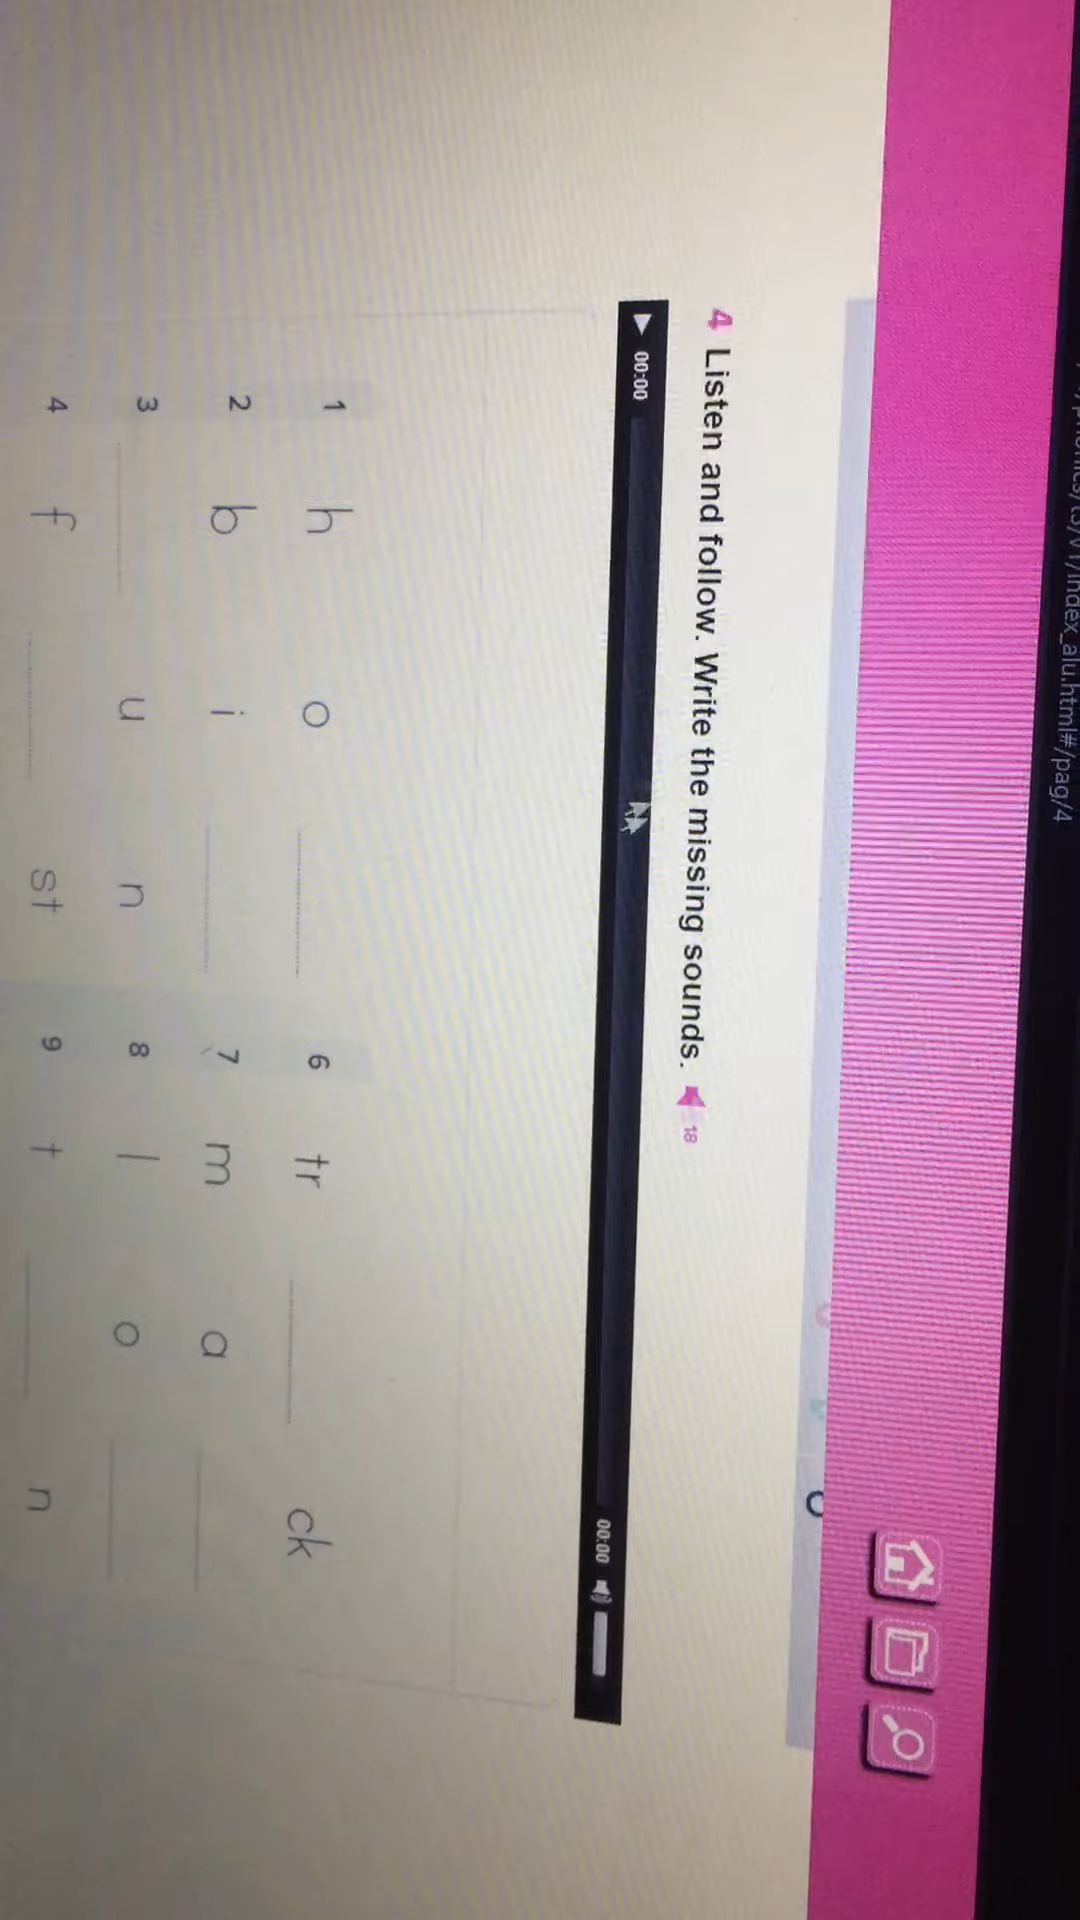 /index_alu.html#/pag/4
4 Listen and follow. Write the missing sounds. 18
00:00 00:00
1 h o
6 tr ck
2 b i
7 m a
3 u n
8 l o
4 f st
9 t n